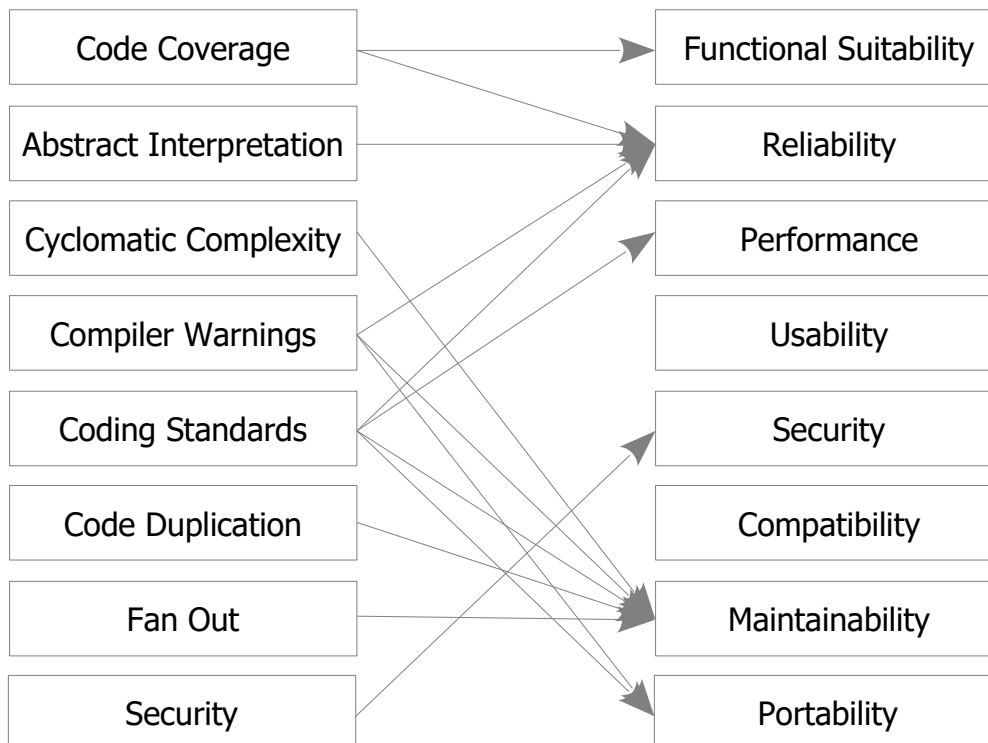 Code Coverage
Functional Suitability
Abstract Interpretation
Reliability
Cyclomatic Complexity
Performance
Compiler Warnings
Usability
Coding Standards
Security
Code Duplication
Compatibility
Fan Out
Maintainability
Security
Portability